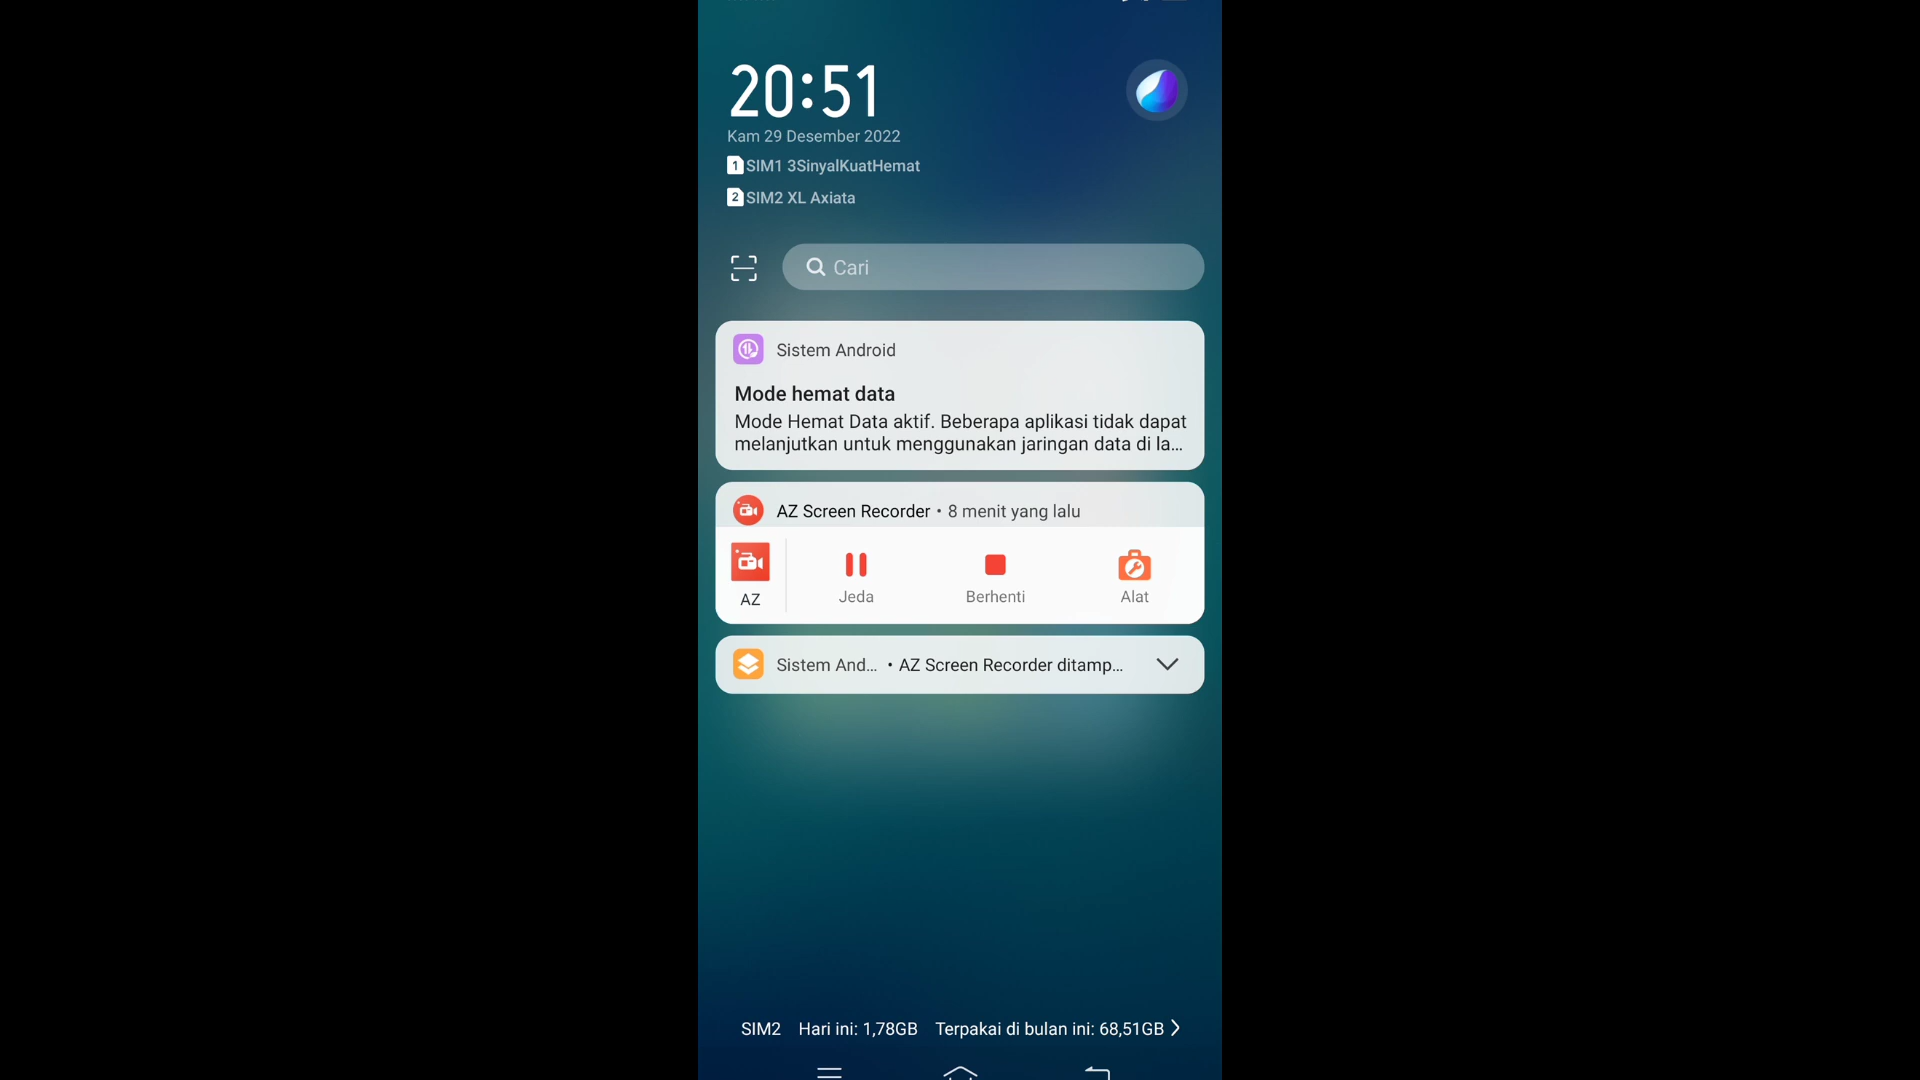 20:51
Kam 29 Desember 2022
1 SIM1 3SinyalKuatHemat
2 SIM2 XL Axiata
Cari
Sistem Android
Mode hemat data
Mode Hemat Data aktif. Beberapa aplikasi tidak dapat
melanjutkan untuk menggunakan jaringan data di la...
AZ Screen Recorder • 8 menit yang lalu
AZ
Jeda
Berhenti
Alat
Sistem And... • AZ Screen Recorder ditamp...
SIM2 Hari ini: 1,78GB Terpakai di bulan ini: 68,51GB